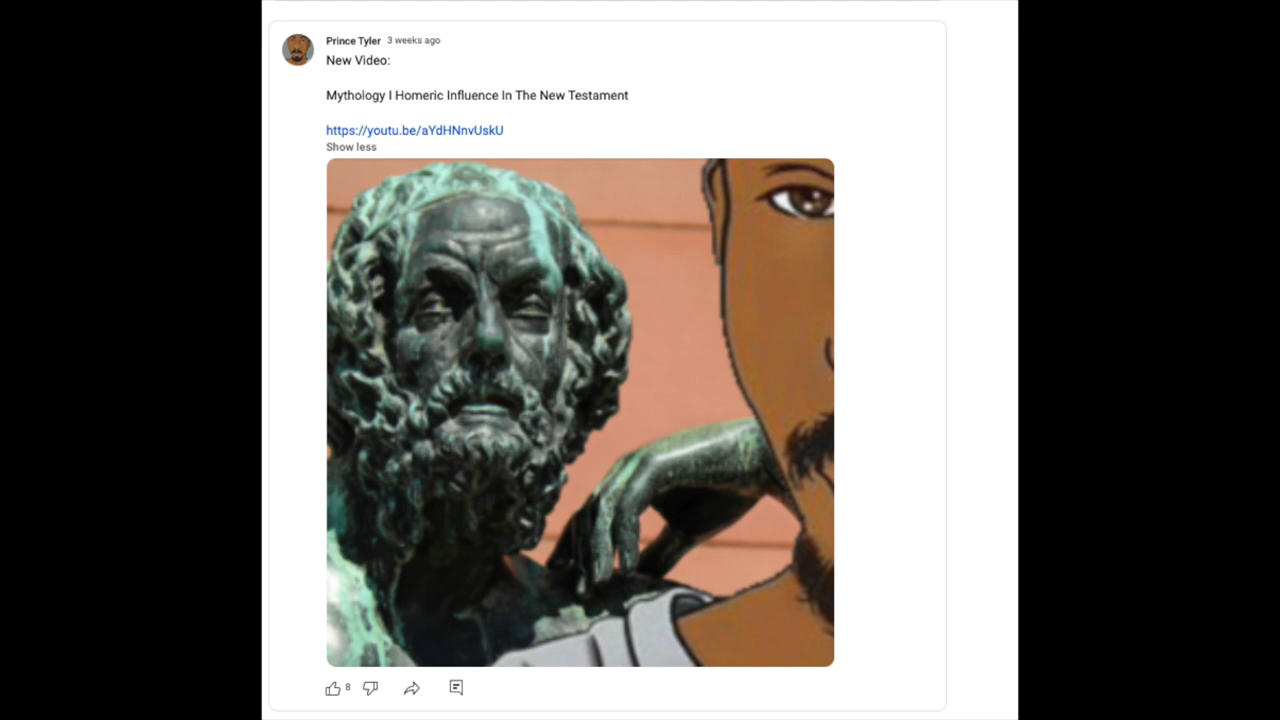 Prince Tyler 3 weeks ago
New Video:
Mythology I Homeric Influence In The New Testament
https://youtu.be/aYdHNnvUskU
Show less
8